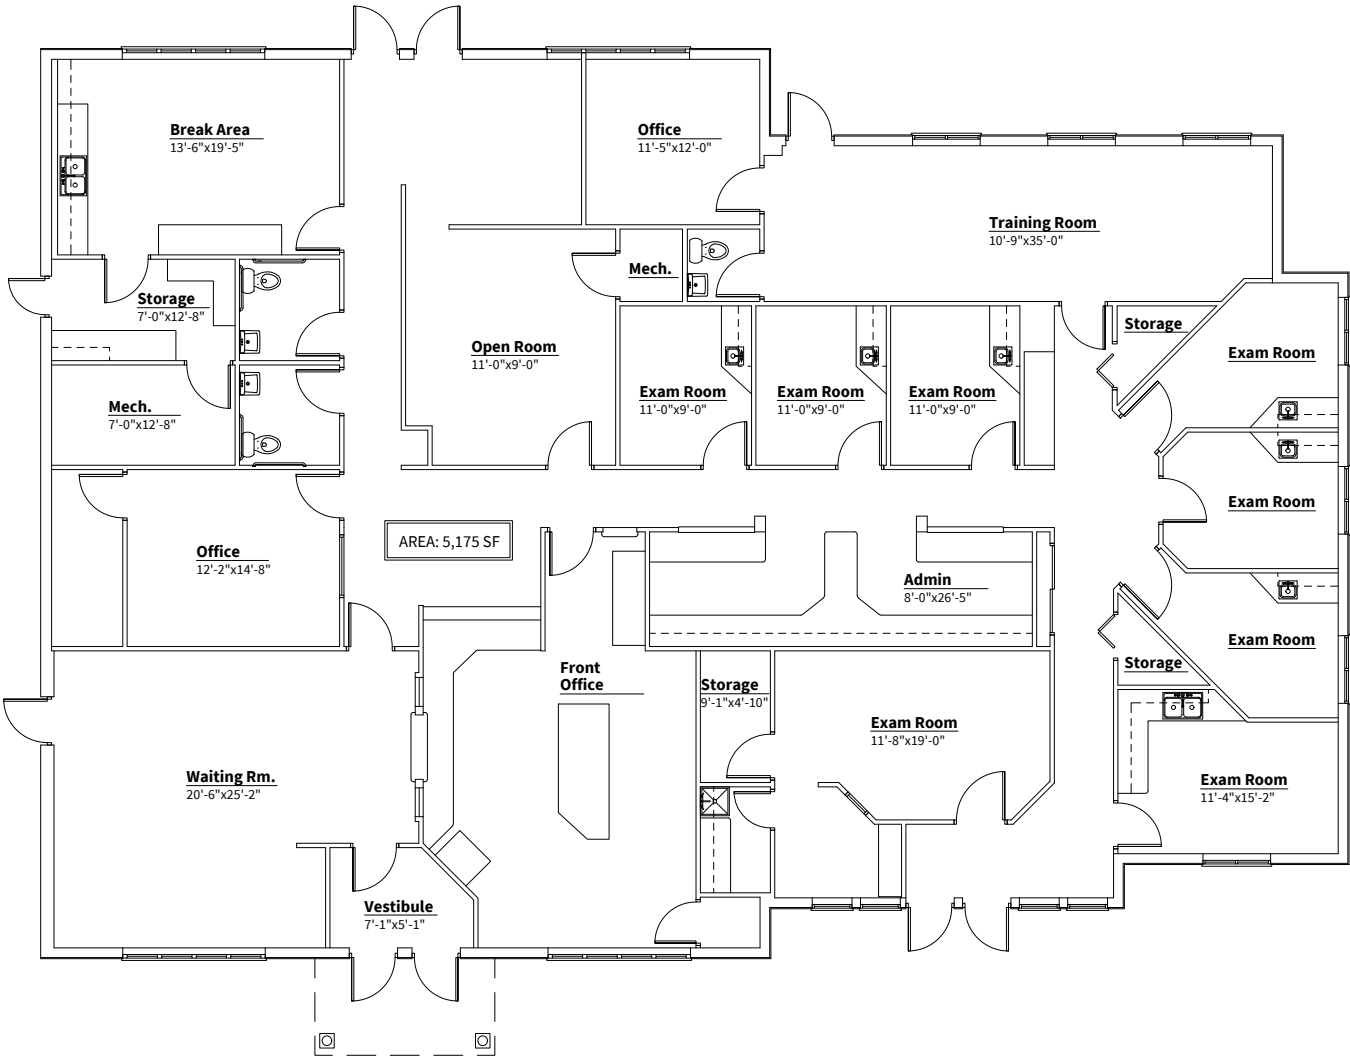 Break Area
13'-6"x19'-5"
Office
11'-5"x12'-0"
Training Room
10'-9"x35'-0"
Mech.
Storage
7'-0"x12'-8"
Open Room
11'-0"x9'-0"
Storage
Exam Room
Exam Room
11'-0"x9'-0"
Exam Room
11'-0"x9'-0"
Exam Room
11'-0"x9'-0"
Mech.
7'-0"x12'-8"
Exam Room
AREA: 5,175 SF
Office
12'-2"x14'-8"
Admin
8'-0"x26'-5"
Exam Room
Front
Office
Storage
Storage
9'-1"x4'-10"
Exam Room
11'-8"x19'-0"
Waiting Rm.
20'-6"x25'-2"
Exam Room
11'-4"x15'-2"
Vestibule
7'-1"x5'-1"